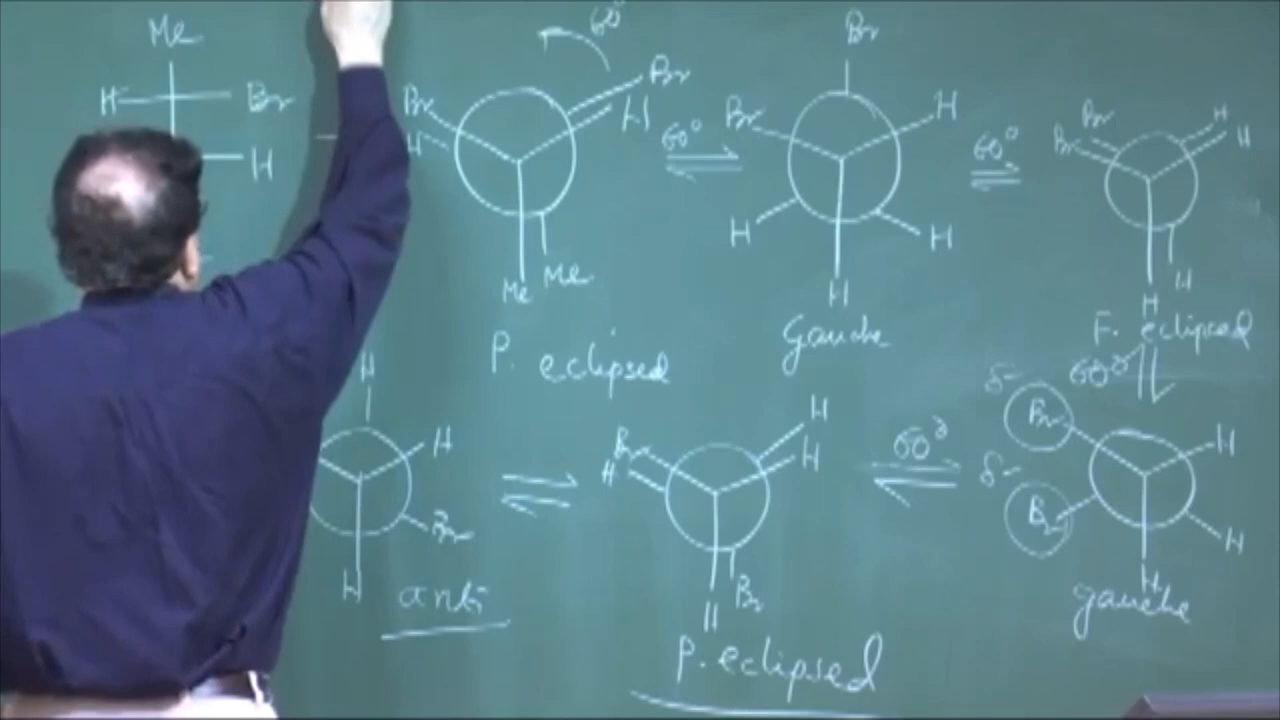 Me
H Br
H
60°
Br Br
H H
Me Me
P. eclipsed
60°
Br
Br H
H H
H
Gauche
60°
Br H
Br H
H
H
F. eclipsed
60°
δ- Br H
δ- Br H
H
gauche
60°
Br H
H H
H Br
P. eclipsed
H
H
Br
H
anti